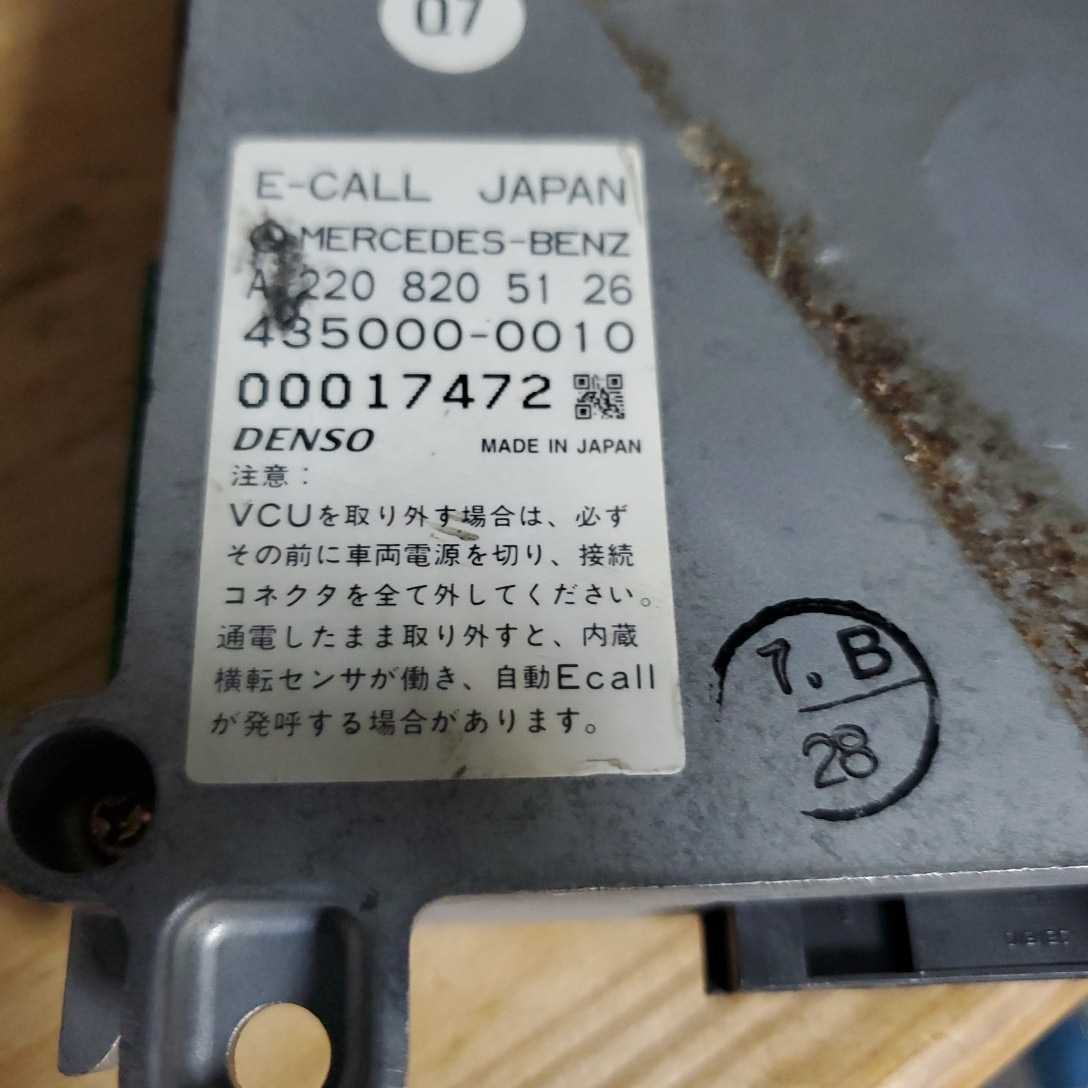 Q7
E-CALL JAPAN
MERCEDES-BENZ
A 220 820 51 26
435000-0010
00017472
DENSO MADE IN JAPAN
注意：
VCUを取り外す場合は、必ず
その前に車両電源を切り、接続
コネクタを全て外してください。
通電したまま取り外すと、内蔵
横転センサが働き、自動Ecall
が発呼する場合があります。
1.B
28